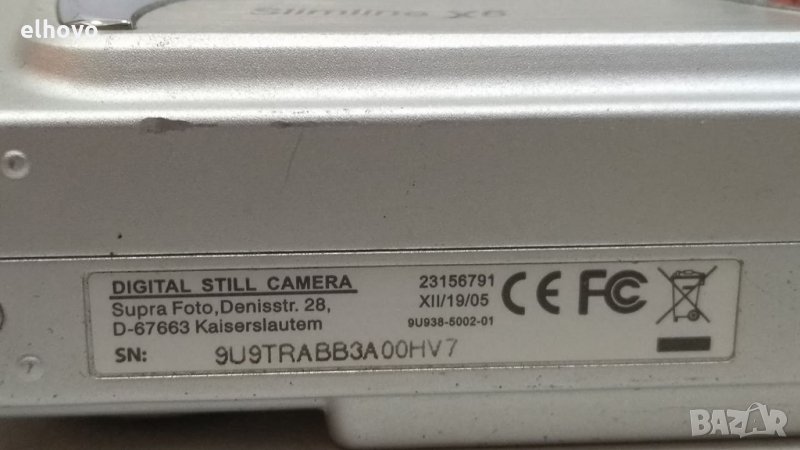 elhovo
Slimline X6
DIGITAL STILL CAMERA
Supra Foto,Denisstr. 28,
D-67663 Kaiserslautem
23156791
XII/19/05
9U938-5002-01
CE FC
SN: 9U9TRABB3A00HV7
BAZAR